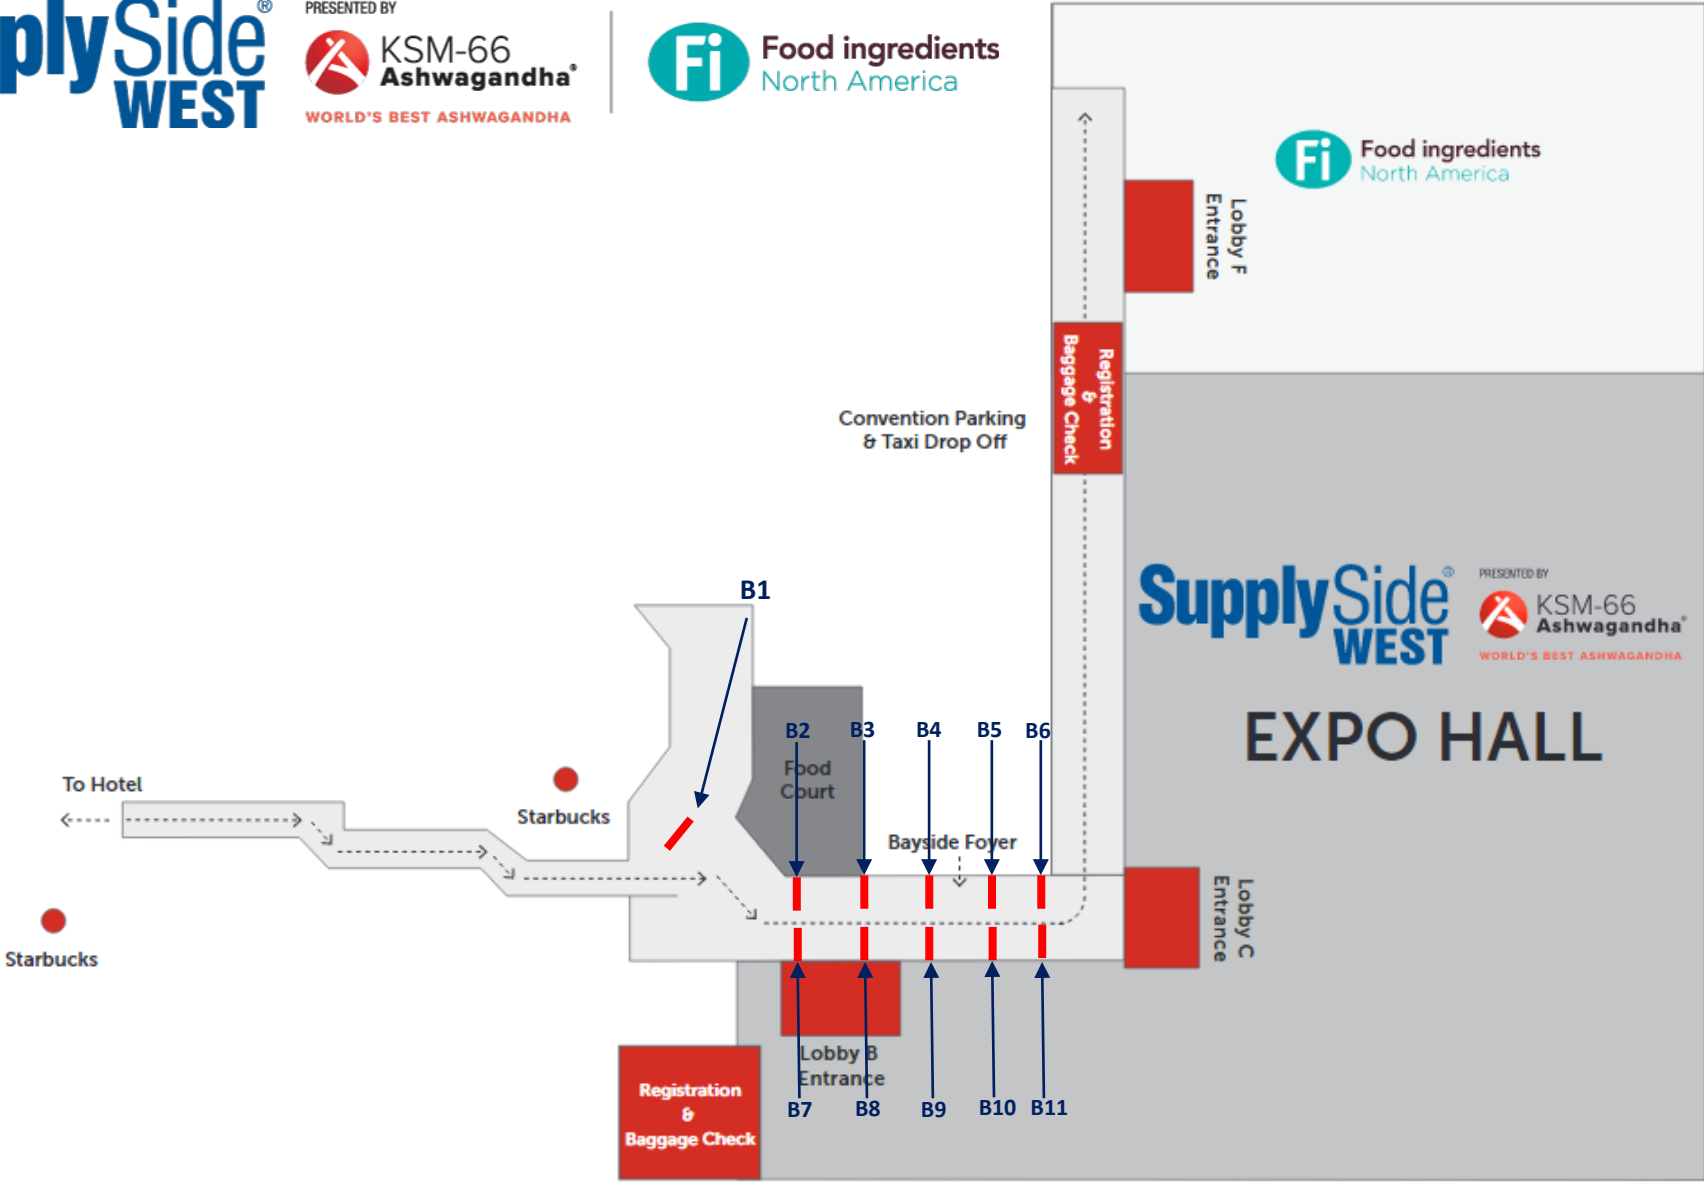 plySide®
WEST
PRESENTED BY
KSM-66
Ashwagandha®
WORLD'S BEST ASHWAGANDHA
Fi
Food ingredients
North America
Fi
Food ingredients
North America
Lobby F
Entrance
Registration
&
Baggage Check
Convention Parking
& Taxi Drop Off
SupplySide®
WEST
PRESENTED BY
KSM-66
Ashwagandha®
WORLD'S BEST ASHWAGANDHA
EXPO HALL
B1
B2
B3
B4
B5
B6
Food
Court
To Hotel
Starbucks
Bayside Foyer
Starbucks
Lobby C
Entrance
Lobby B
Entrance
Registration
&
Baggage Check
B7
B8
B9
B10
B11